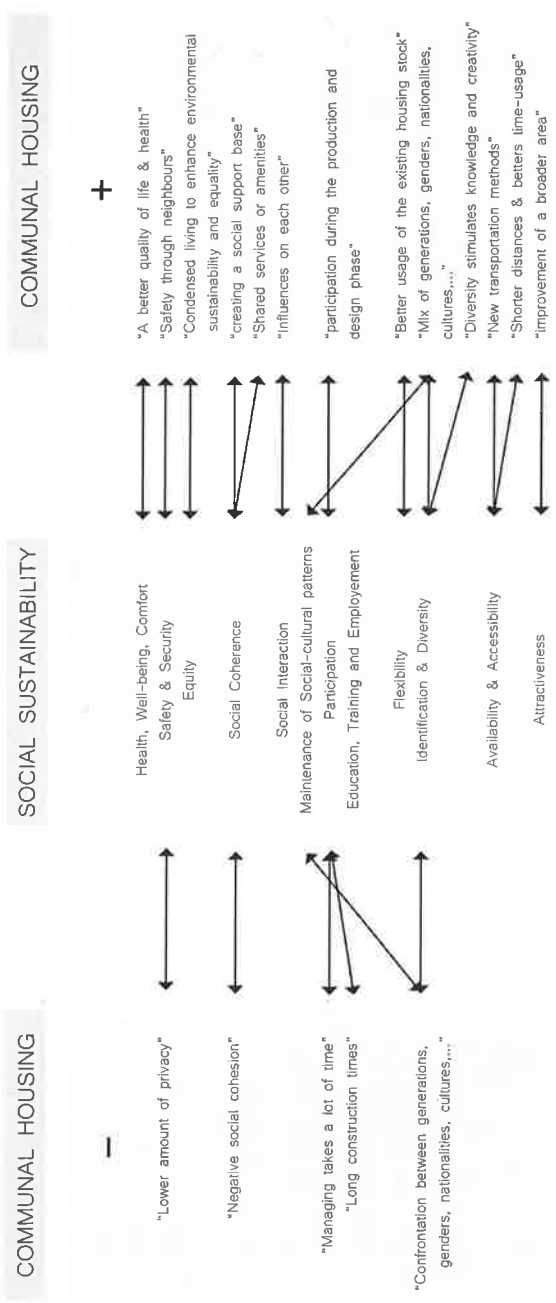 COMMUNAL HOUSING
–
"Lower amount of privacy"
"Negative social cohesion"
"Managing takes a lot of time"
"Long construction times"
"Confrontation between generations,
genders, nationalities, cultures,..."
SOCIAL SUSTAINABILITY
Health, Well-being, Comfort
Safety & Security
Equity
Social Coherence
Social Interaction
Maintenance of Social-cultural patterns
Participation
Education, Training and Employement
Flexibility
Identification & Diversity
Availability & Accessibility
Attractiveness
COMMUNAL HOUSING
+
"A better quality of life & health"
"Safety through neighbours"
"Condensed living to enhance environmental
sustainability and equality"
"creating a social support base"
"Shared services or amenities"
"Influences on each other"
"participation during the production and
design phase"
"Better usage of the existing housing stock"
"Mix of generations, genders, nationalities,
cultures,..."
"Diversity stimulates knowledge and creativity"
"New transportation methods"
"Shorter distances & betters time-usage"
"improvement of a broader area"